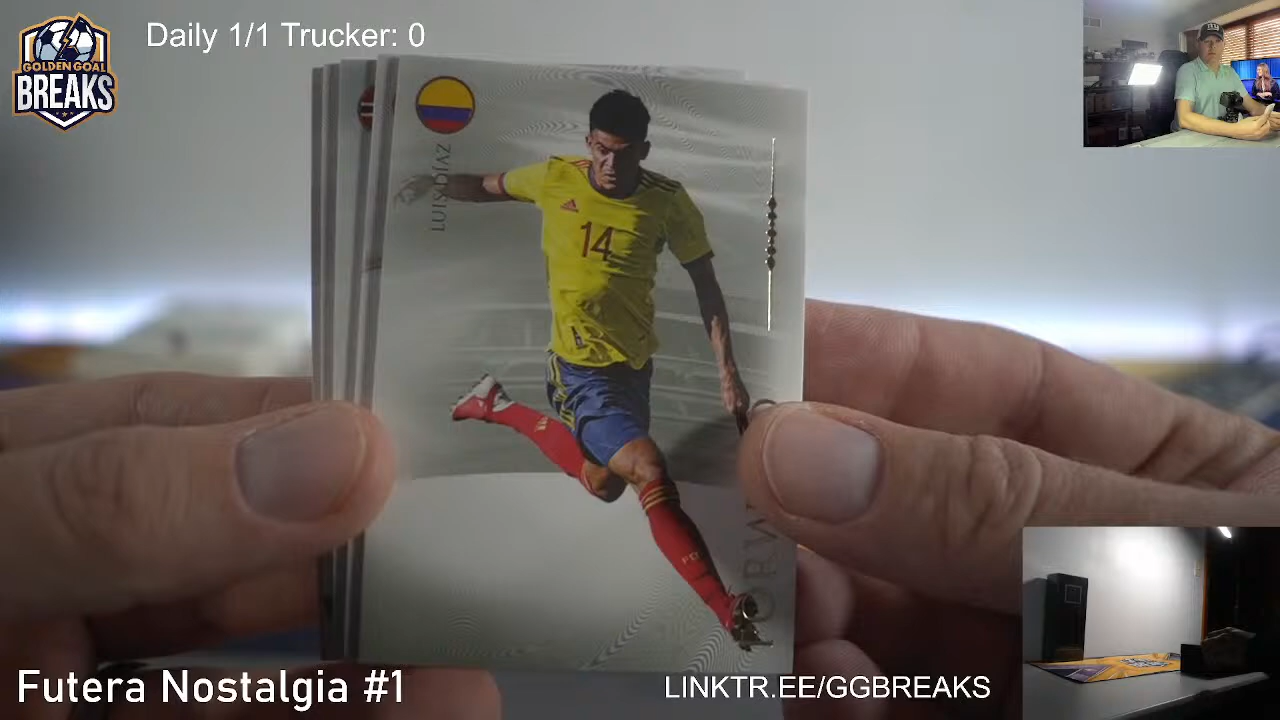 Daily 1/1 Trucker: 0
GOLDEN GOAL
BREAKS
LUIS DÍAZ
14
Futera Nostalgia #1
LINKTR.EE/GGBREAKS